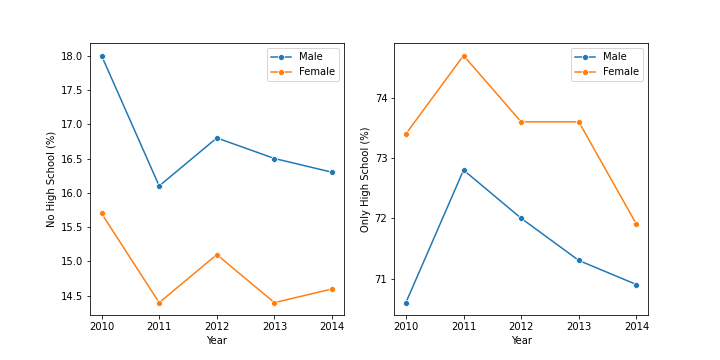 18.0
17.5
17.0
16.5
16.0
15.5
15.0
14.5
No High School (%)
Male
Female
2010 2011 2012 2013 2014
Year
74
73
72
71
Only High School (%)
Male
Female
2010 2011 2012 2013 2014
Year